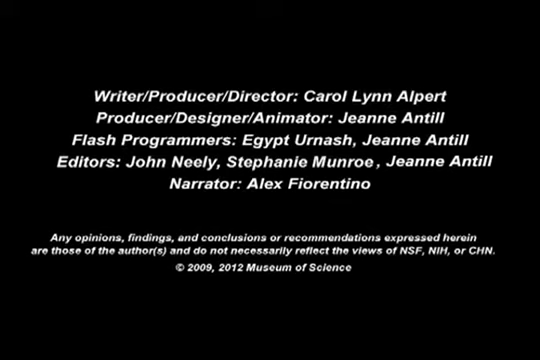 Writer/Producer/Director: Carol Lynn Alpert
Producer/Designer/Animator: Jeanne Antill
Flash Programmers: Egypt Urnash, Jeanne Antill
Editors: John Neely, Stephanie Munroe, Jeanne Antill
Narrator: Alex Fiorentino
Any opinions, findings, and conclusions or recommendations expressed herein
are those of the author(s) and do not necessarily reflect the views of NSF, NIH, or CHN.
© 2009, 2012 Museum of Science